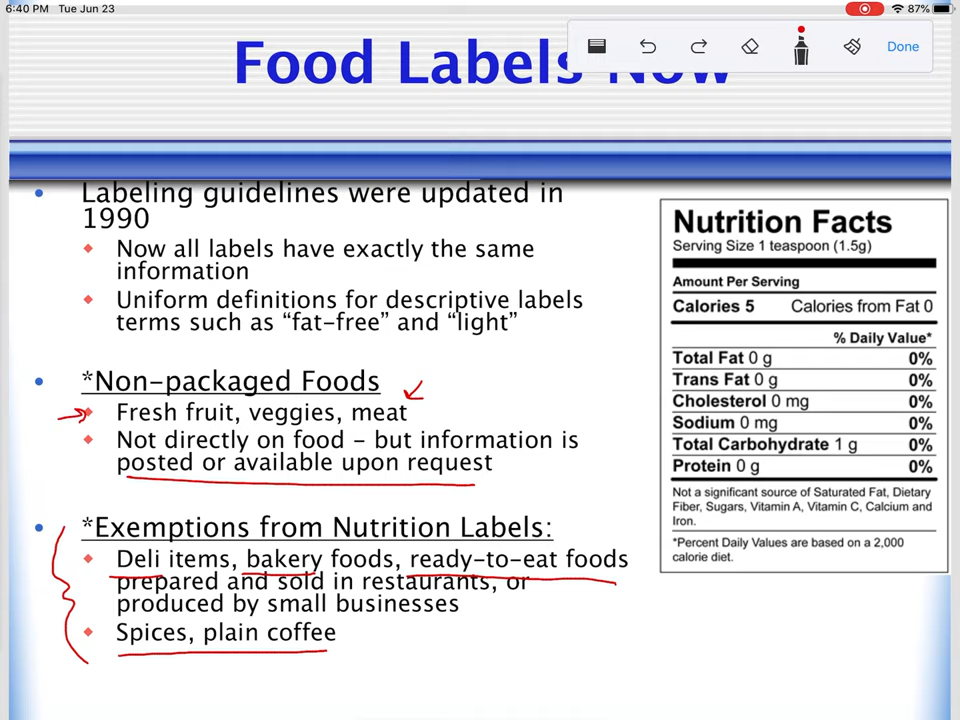 6:40 PM Tue Jun 23
87%
Done
Food Labels Now
• Labeling guidelines were updated in
1990
Now all labels have exactly the same
information
Uniform definitions for descriptive labels
terms such as “fat-free” and “light”
• *Non-packaged Foods
Fresh fruit, veggies, meat
Not directly on food – but information is
posted or available upon request
• *Exemptions from Nutrition Labels:
Deli items, bakery foods, ready-to-eat foods
prepared and sold in restaurants, or
produced by small businesses
Spices, plain coffee
Nutrition Facts
Serving Size 1 teaspoon (1.5g)
Amount Per Serving
Calories 5 Calories from Fat 0
% Daily Value*
Total Fat 0 g 0%
Trans Fat 0 g 0%
Cholesterol 0 mg 0%
Sodium 0 mg 0%
Total Carbohydrate 1 g 0%
Protein 0 g 0%
Not a significant source of Saturated Fat, Dietary
Fiber, Sugars, Vitamin A, Vitamin C, Calcium and
Iron.
*Percent Daily Values are based on a 2,000
calorie diet.